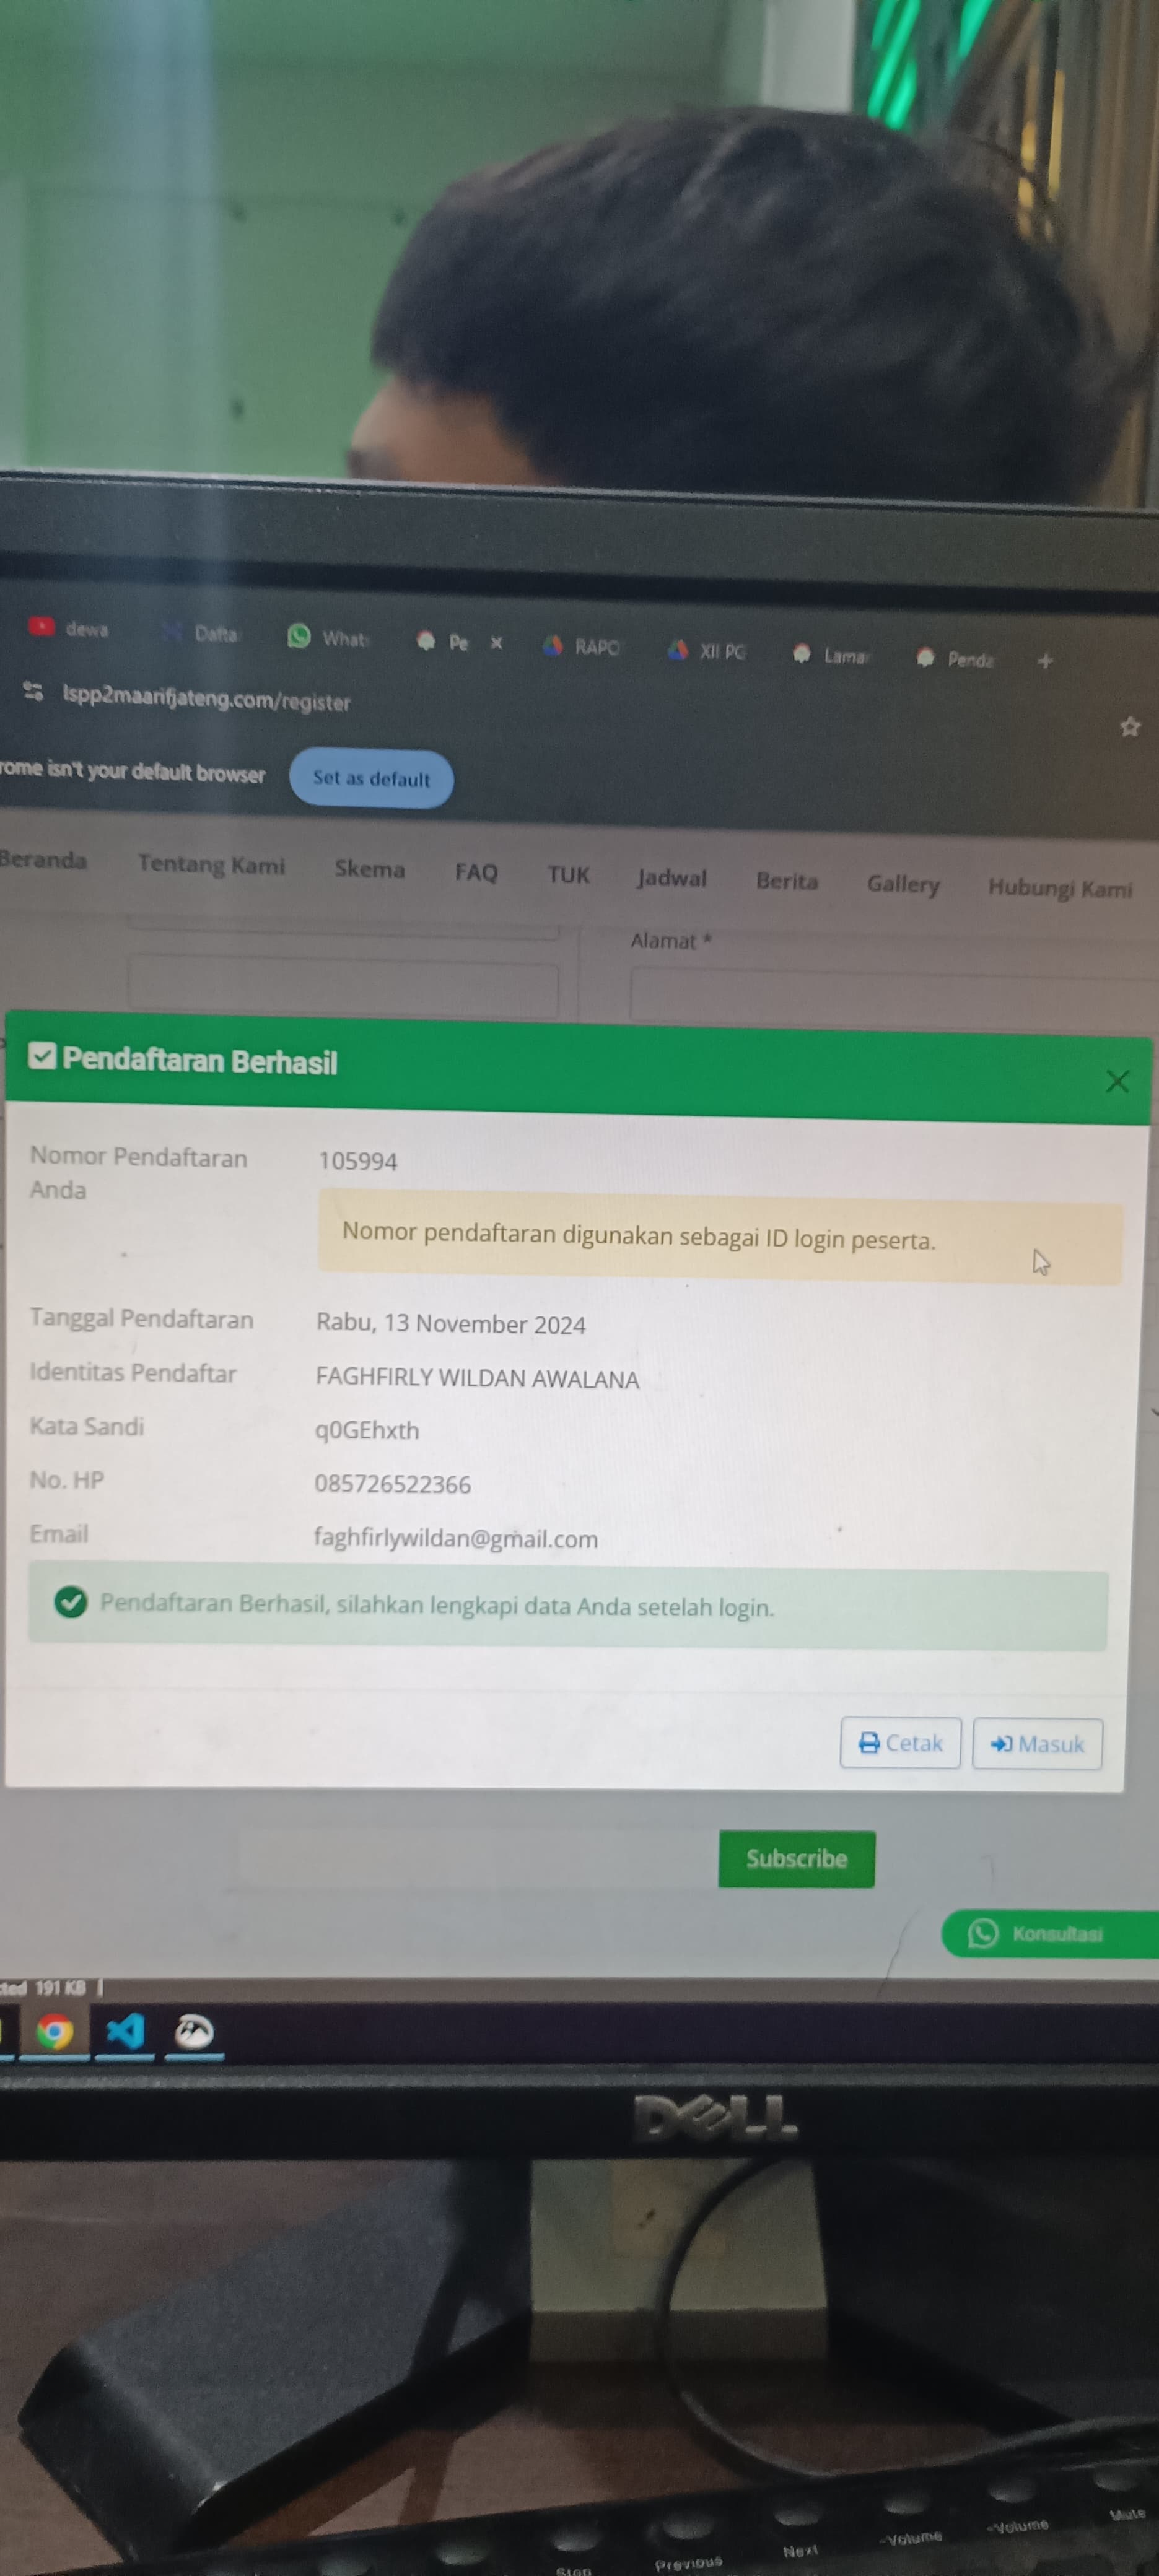 dewa
Dafta
What
Pe
RAPO
XII PG
Lama
Penda
lspp2maarifjateng.com/register
rome isn't your default browser
Set as default
Beranda
Tentang Kami
Skema
FAQ
TUK
Jadwal
Berita
Gallery
Hubungi Kami
Alamat *
Pendaftaran Berhasil
Nomor Pendaftaran Anda
105994
Nomor pendaftaran digunakan sebagai ID login peserta.
Tanggal Pendaftaran
Rabu, 13 November 2024
Identitas Pendaftar
FAGHFIRLY WILDAN AWALANA
Kata Sandi
q0GEhxth
No. HP
085726522366
Email
faghfirlywildan@gmail.com
Pendaftaran Berhasil, silahkan lengkapi data Anda setelah login.
Cetak
Masuk
Subscribe
Konsultasi
ted 191 KB
DELL
Stop
Previous
Next
-Volume
+Volume
Mute